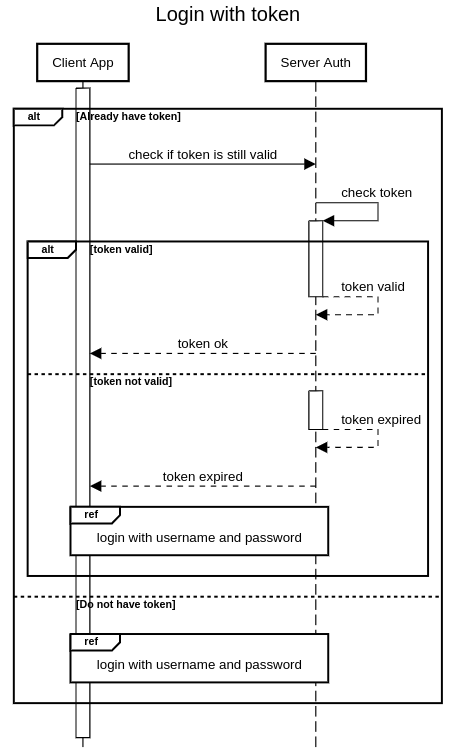 Login with token
Client App
Server Auth
alt
[Already have token]
check if token is still valid
check token
alt
[token valid]
token valid
token ok
[token not valid]
token expired
token expired
ref
login with username and password
[Do not have token]
ref
login with username and password